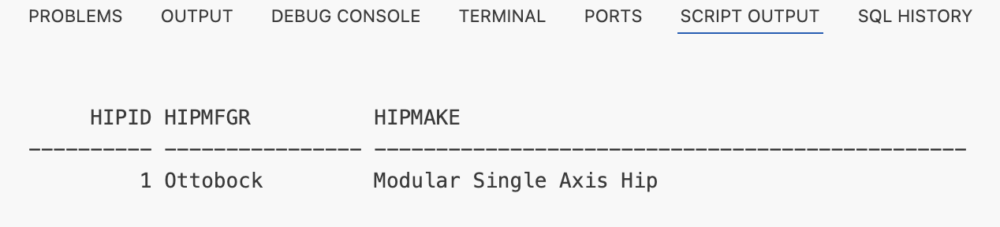 PROBLEMS OUTPUT DEBUG CONSOLE TERMINAL PORTS SCRIPT OUTPUT SQL HISTORY
HIPID HIPMFGR HIPMAKE
---------- ---------------- ------------------------------------------------
1 Ottobock Modular Single Axis Hip